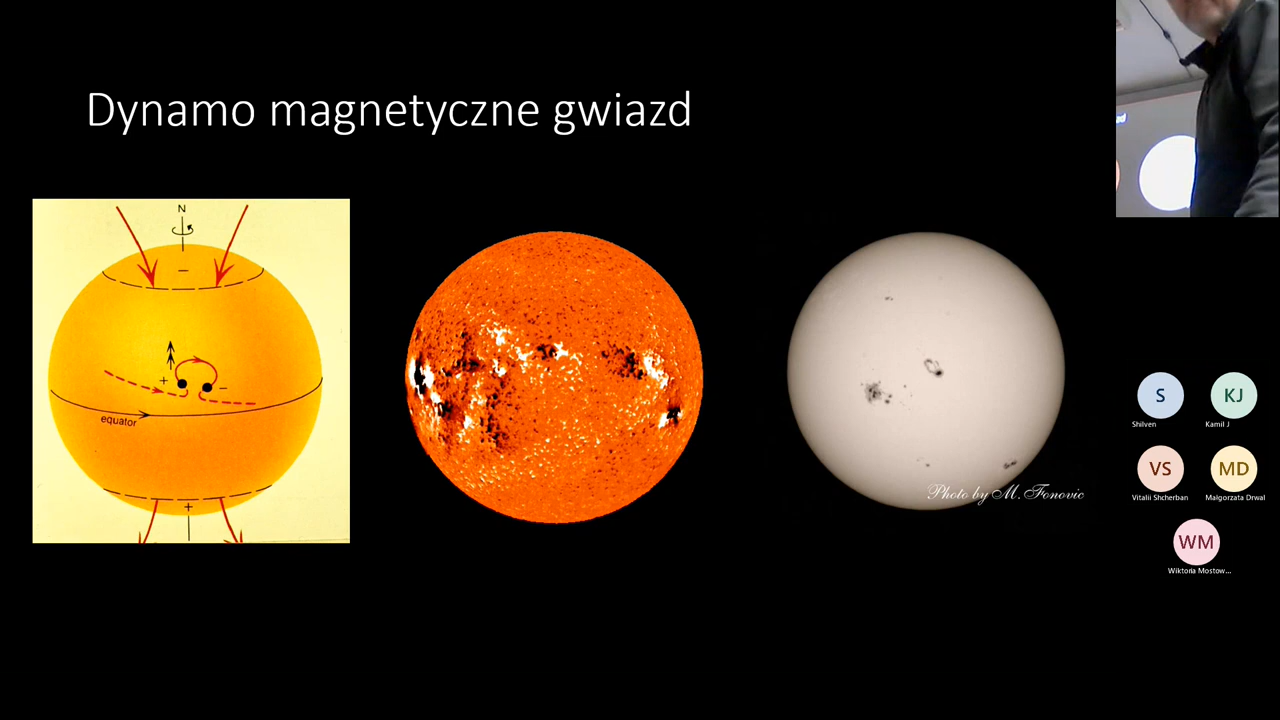 Dynamo magnetyczne gwiazd
N
−
+ −
equator
+
Photo by M. Fonovic
S KJ
Shilven Kamil J
VS MD
Vitalii Shcherban Małgorzata Drwal
WM
Wiktoria Mostow...